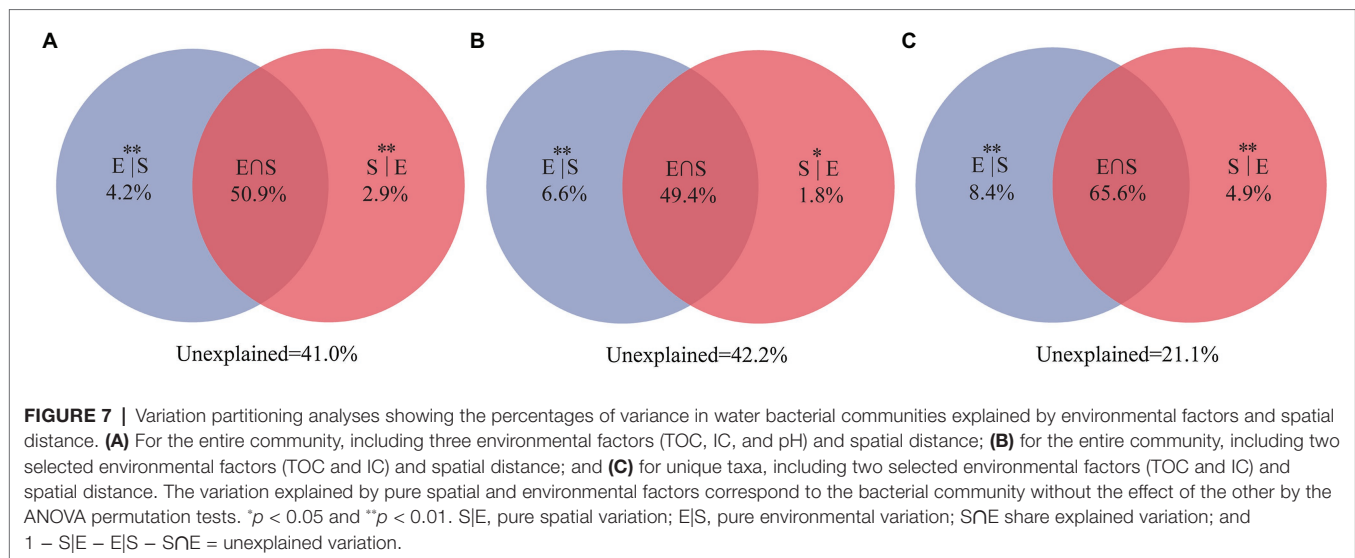 A
B
C
** ** ** * ** **
E|S E∩S S|E E|S E∩S S|E E|S E∩S S|E
4.2% 50.9% 2.9% 6.6% 49.4% 1.8% 8.4% 65.6% 4.9%
Unexplained=41.0% Unexplained=42.2% Unexplained=21.1%
FIGURE 7 | Variation partitioning analyses showing the percentages of variance in water bacterial communities explained by environmental factors and spatial
distance. (A) For the entire community, including three environmental factors (TOC, IC, and pH) and spatial distance; (B) for the entire community, including two
selected environmental factors (TOC and IC) and spatial distance; and (C) for unique taxa, including two selected environmental factors (TOC and IC) and
spatial distance. The variation explained by pure spatial and environmental factors correspond to the bacterial community without the effect of the other by the
ANOVA permutation tests. *p < 0.05 and **p < 0.01. S|E, pure spatial variation; E|S, pure environmental variation; S∩E share explained variation; and
1 − S|E − E|S − S∩E = unexplained variation.